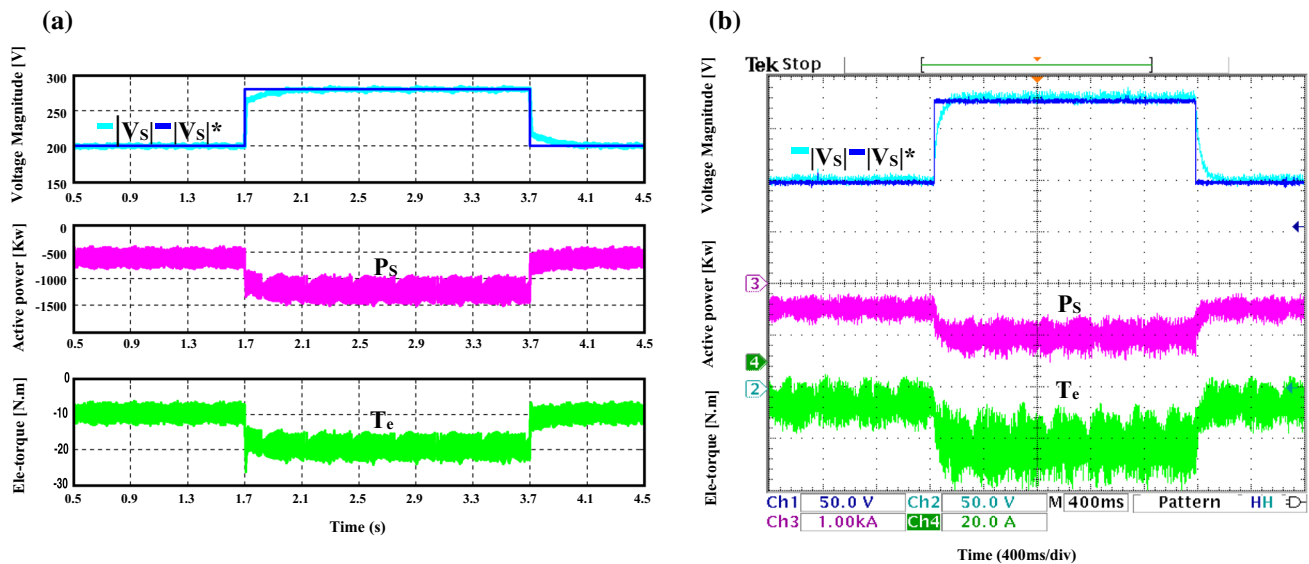 (a)
Voltage Magnitude [V]
300
250
200
150
|Vs| |Vs|*
0.5 0.9 1.3 1.7 2.1 2.5 2.9 3.3 3.7 4.1 4.5
Active power [Kw]
0
-500
-1000
-1500
Ps
0.5 0.9 1.3 1.7 2.1 2.5 2.9 3.3 3.7 4.1 4.5
Ele-torque [N.m]
0
-10
-20
-30
Te
0.5 0.9 1.3 1.7 2.1 2.5 2.9 3.3 3.7 4.1 4.5
Time (s)
(b)
Tek Stop
Voltage Magnitude [V]
|Vs| |Vs|*
Active power [Kw]
3
Ps
4
Ele-torque [N.m]
2
Te
Ch1 50.0 V Ch2 50.0 V M 400ms Pattern HH
Ch3 1.00kA Ch4 20.0 A
Time (400ms/div)